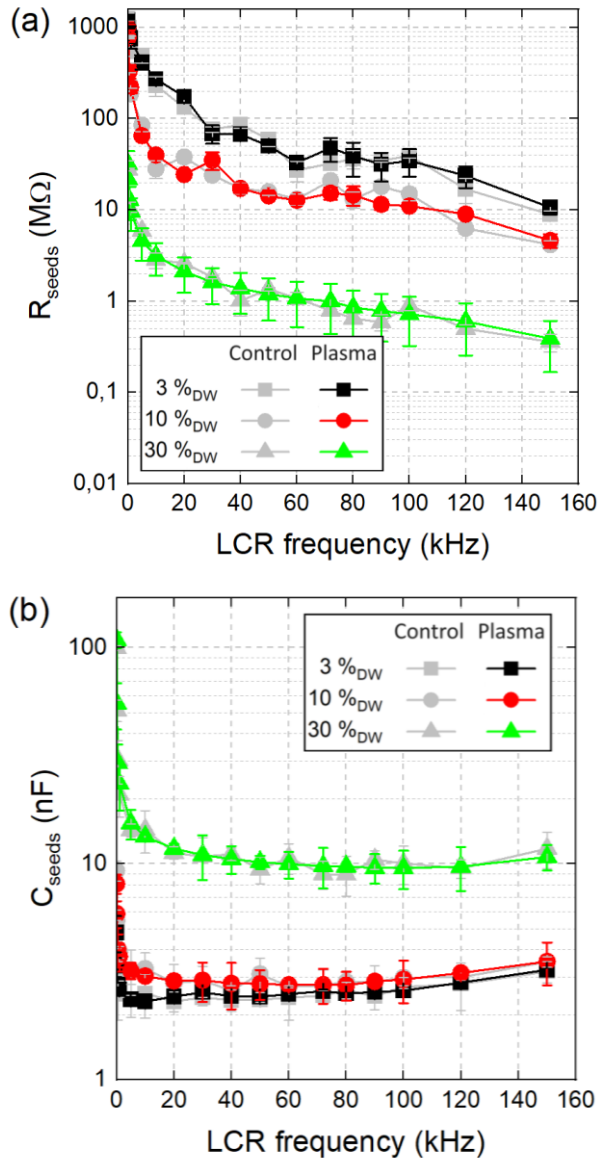 (a)
1000
100
10
1
0,1
0,01
R_seeds (MΩ)
Control Plasma
3 %DW
10 %DW
30 %DW
0 20 40 60 80 100 120 140 160
LCR frequency (kHz)
(b)
100
10
1
C_seeds (nF)
Control Plasma
3 %DW
10 %DW
30 %DW
0 20 40 60 80 100 120 140 160
LCR frequency (kHz)